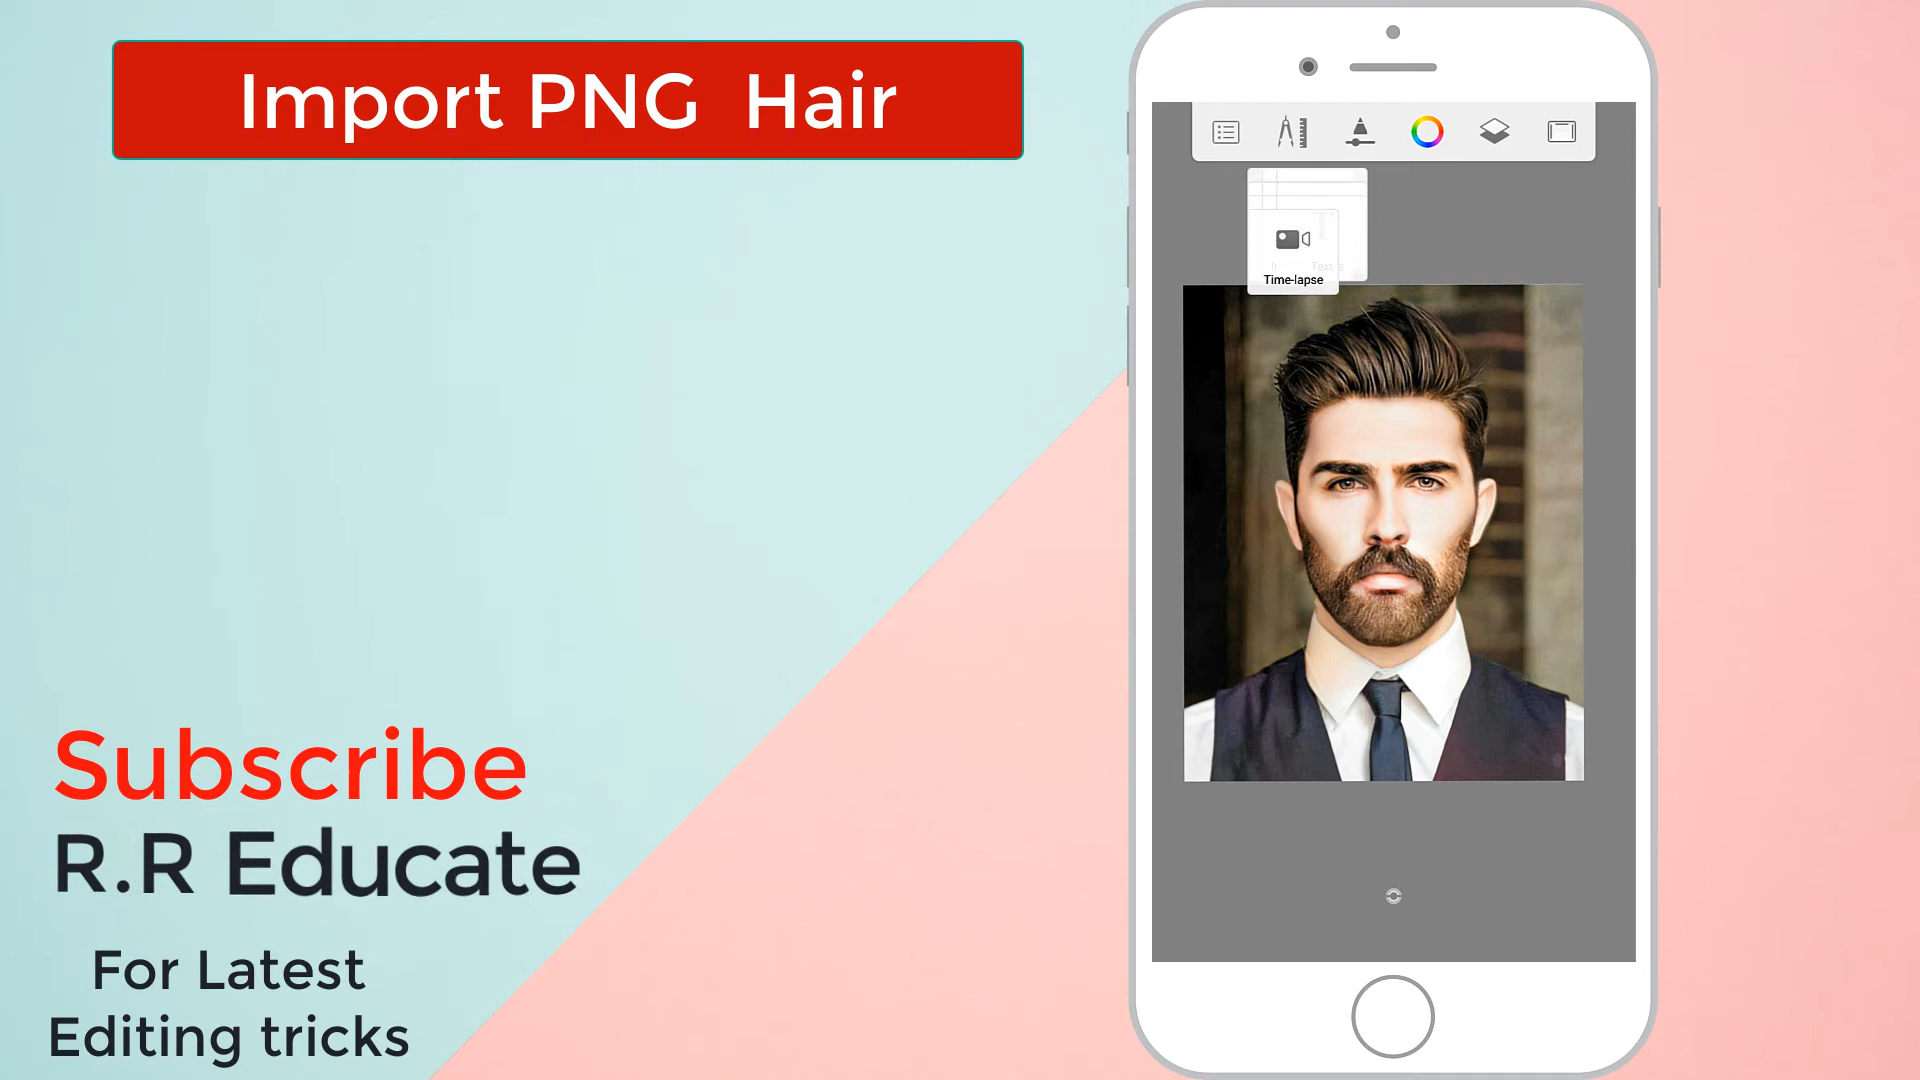 Import PNG Hair
Time-lapse
Subscribe
R.R Educate
For Latest
Editing tricks